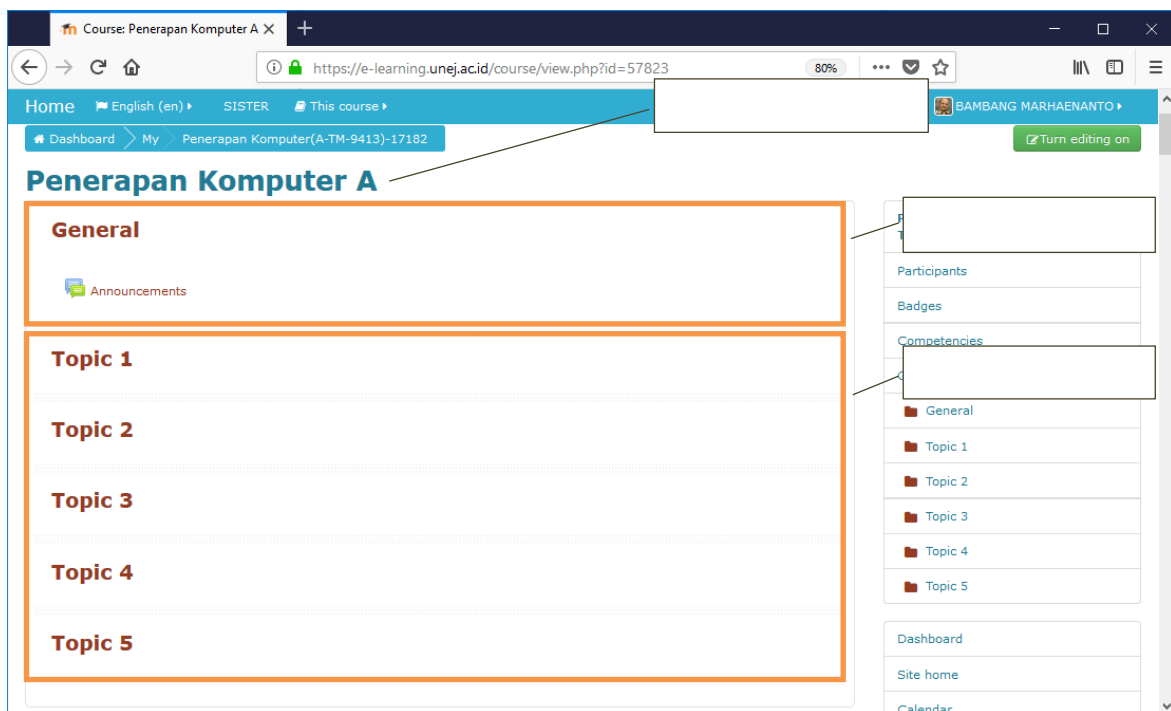 Course: Penerapan Komputer A
https://e-learning.unej.ac.id/course/view.php?id=57823
80%
Home English (en) SISTER This course BAMBANG MARHAENANTO
Dashboard My Penerapan Komputer(A-TM-9413)-17182
Turn editing on
Penerapan Komputer A
General
Announcements
Topic 1
Topic 2
Topic 3
Topic 4
Topic 5
Participants
Badges
Competencies
General
Topic 1
Topic 2
Topic 3
Topic 4
Topic 5
Dashboard
Site home
Calendar